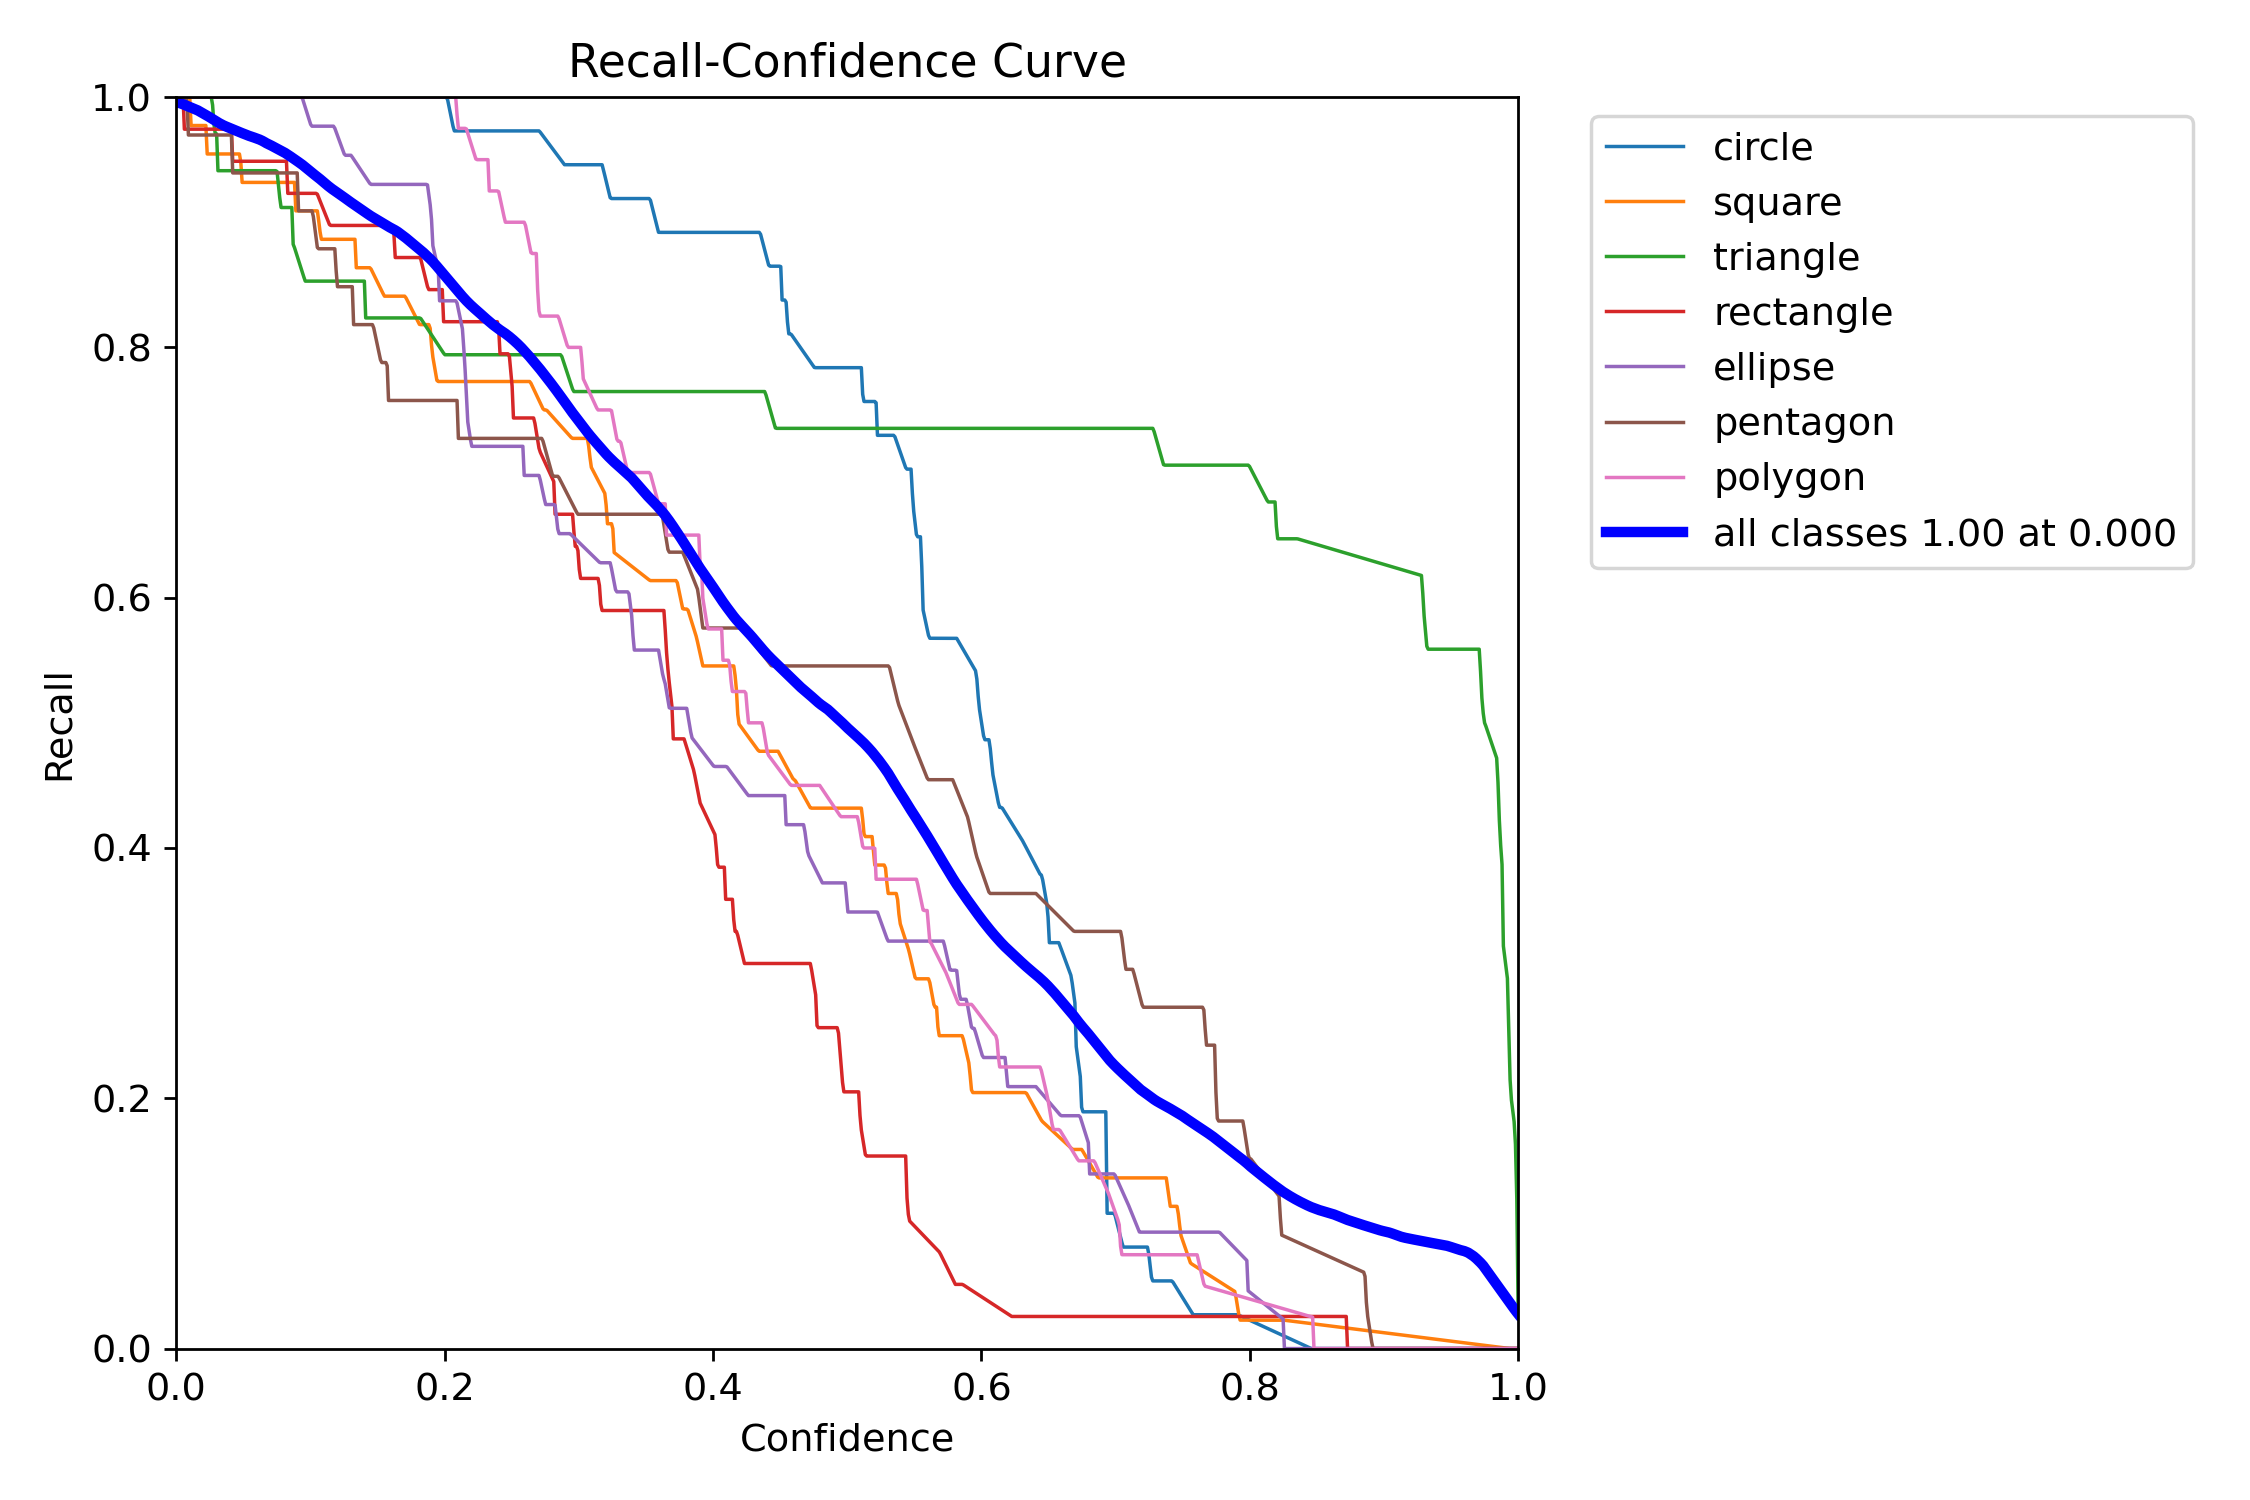 Recall-Confidence Curve
1.0
0.8
0.6
0.4
0.2
0.0
Recall
0.0 0.2 0.4 0.6 0.8 1.0
Confidence
circle
square
triangle
rectangle
ellipse
pentagon
polygon
all classes 1.00 at 0.000